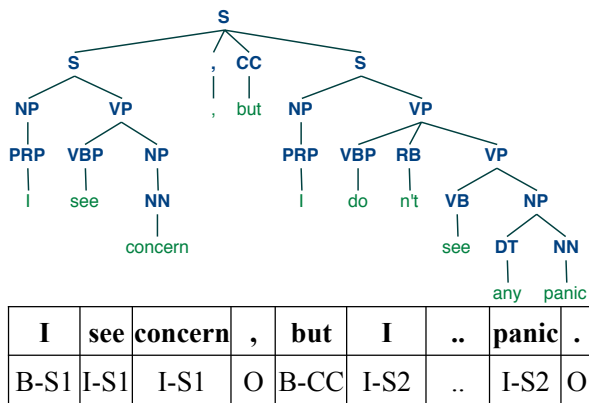 S
S , CC S
NP VP , but NP VP
PRP VBP NP PRP VBP RB VP
I see NN I do n't VB NP
concern see DT NN
any panic
I see concern , but I .. panic .
B-S1 I-S1 I-S1 O B-CC I-S2 .. I-S2 O